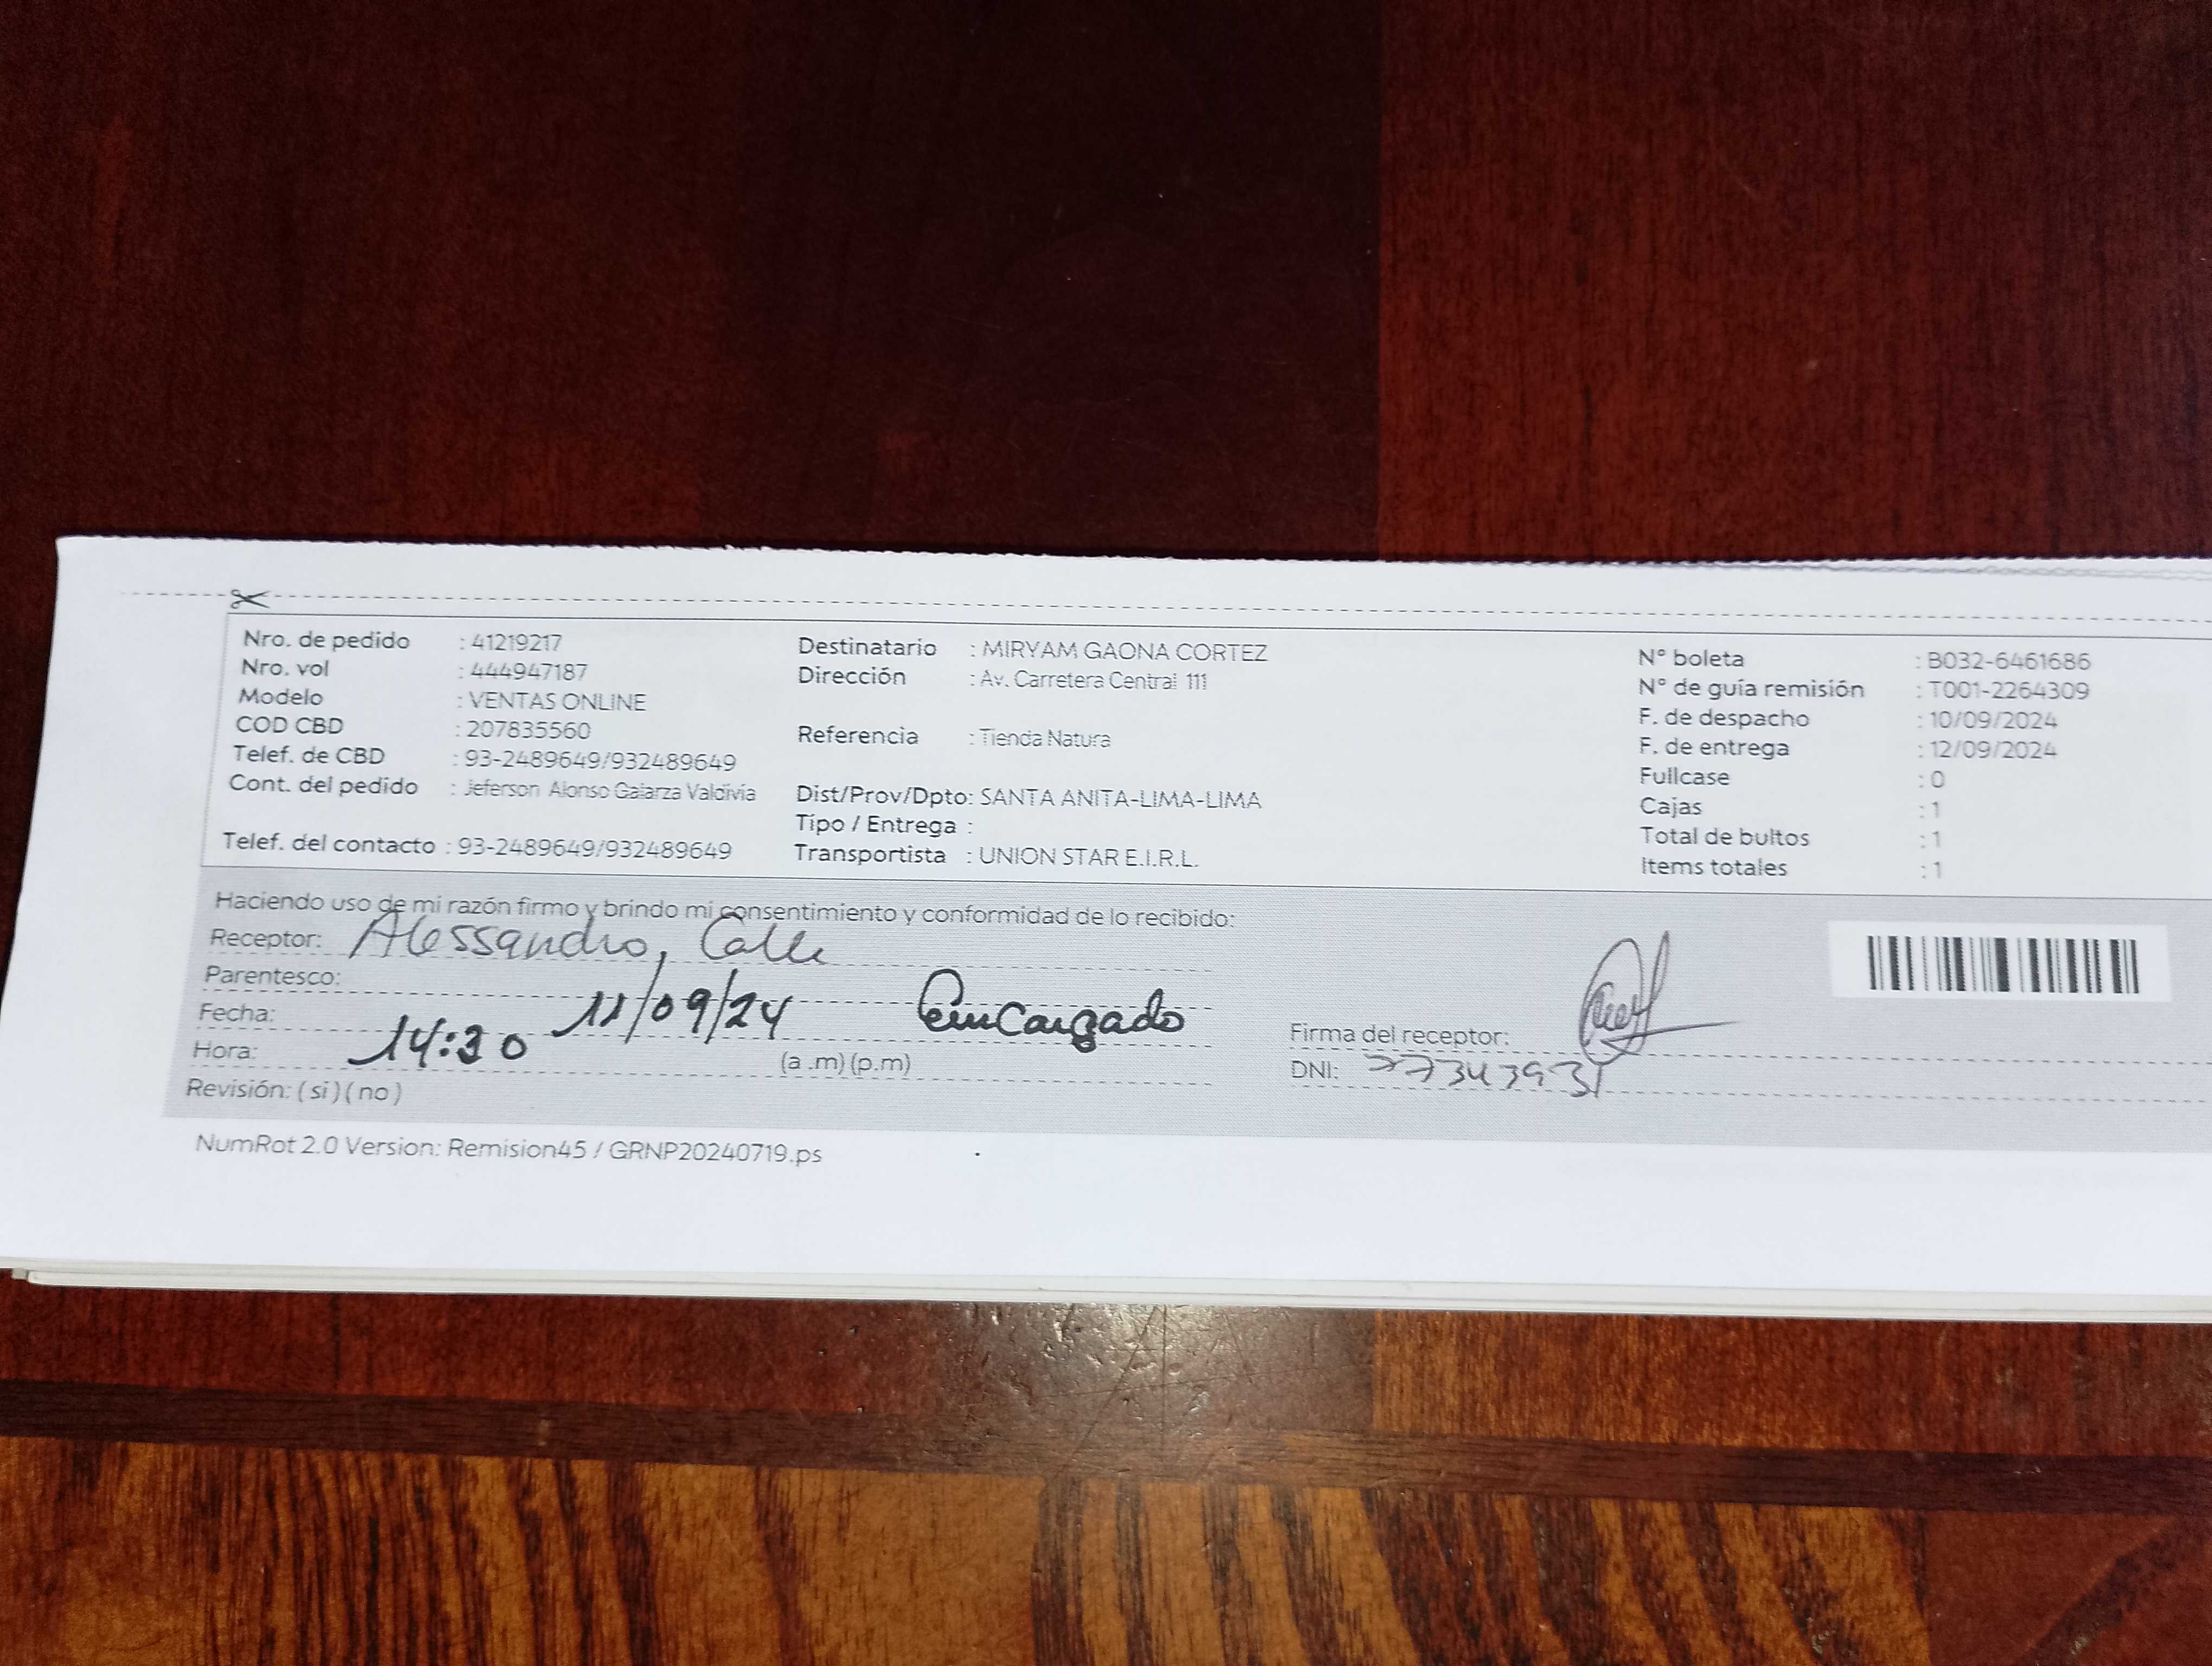 Nro. de pedido : 41219217
Nro. vol : 444947187
Modelo : VENTAS ONLINE
COD CBD : 207835560
Telef. de CBD : 93-2489649/932489649
Cont. del pedido : Jeferson Alonso Galarza Valdivia
Telef. del contacto : 93-2489649/932489649
Destinatario : MIRYAM GAONA CORTEZ
Dirección : Av. Carretera Central 111
Referencia : Tienda Natura
Dist/Prov/Dpto: SANTA ANITA-LIMA-LIMA
Tipo / Entrega :
Transportista : UNION STAR E.I.R.L.
N° boleta : B032-6461686
N° de guía remisión : T001-2264309
F. de despacho : 10/09/2024
F. de entrega : 12/09/2024
Fullcase : 0
Cajas : 1
Total de bultos : 1
Items totales : 1
Haciendo uso de mi razón firmo y brindo mi consentimiento y conformidad de lo recibido:
Receptor: Alessandro, Calle
Parentesco: Encargado
Fecha: 11/09/24
Hora: 14:30 (a .m) (p.m)
Revisión: ( si ) ( no )
Firma del receptor:
DNI:
NumRot 2.0 Version: Remision45 / GRNP20240719.ps